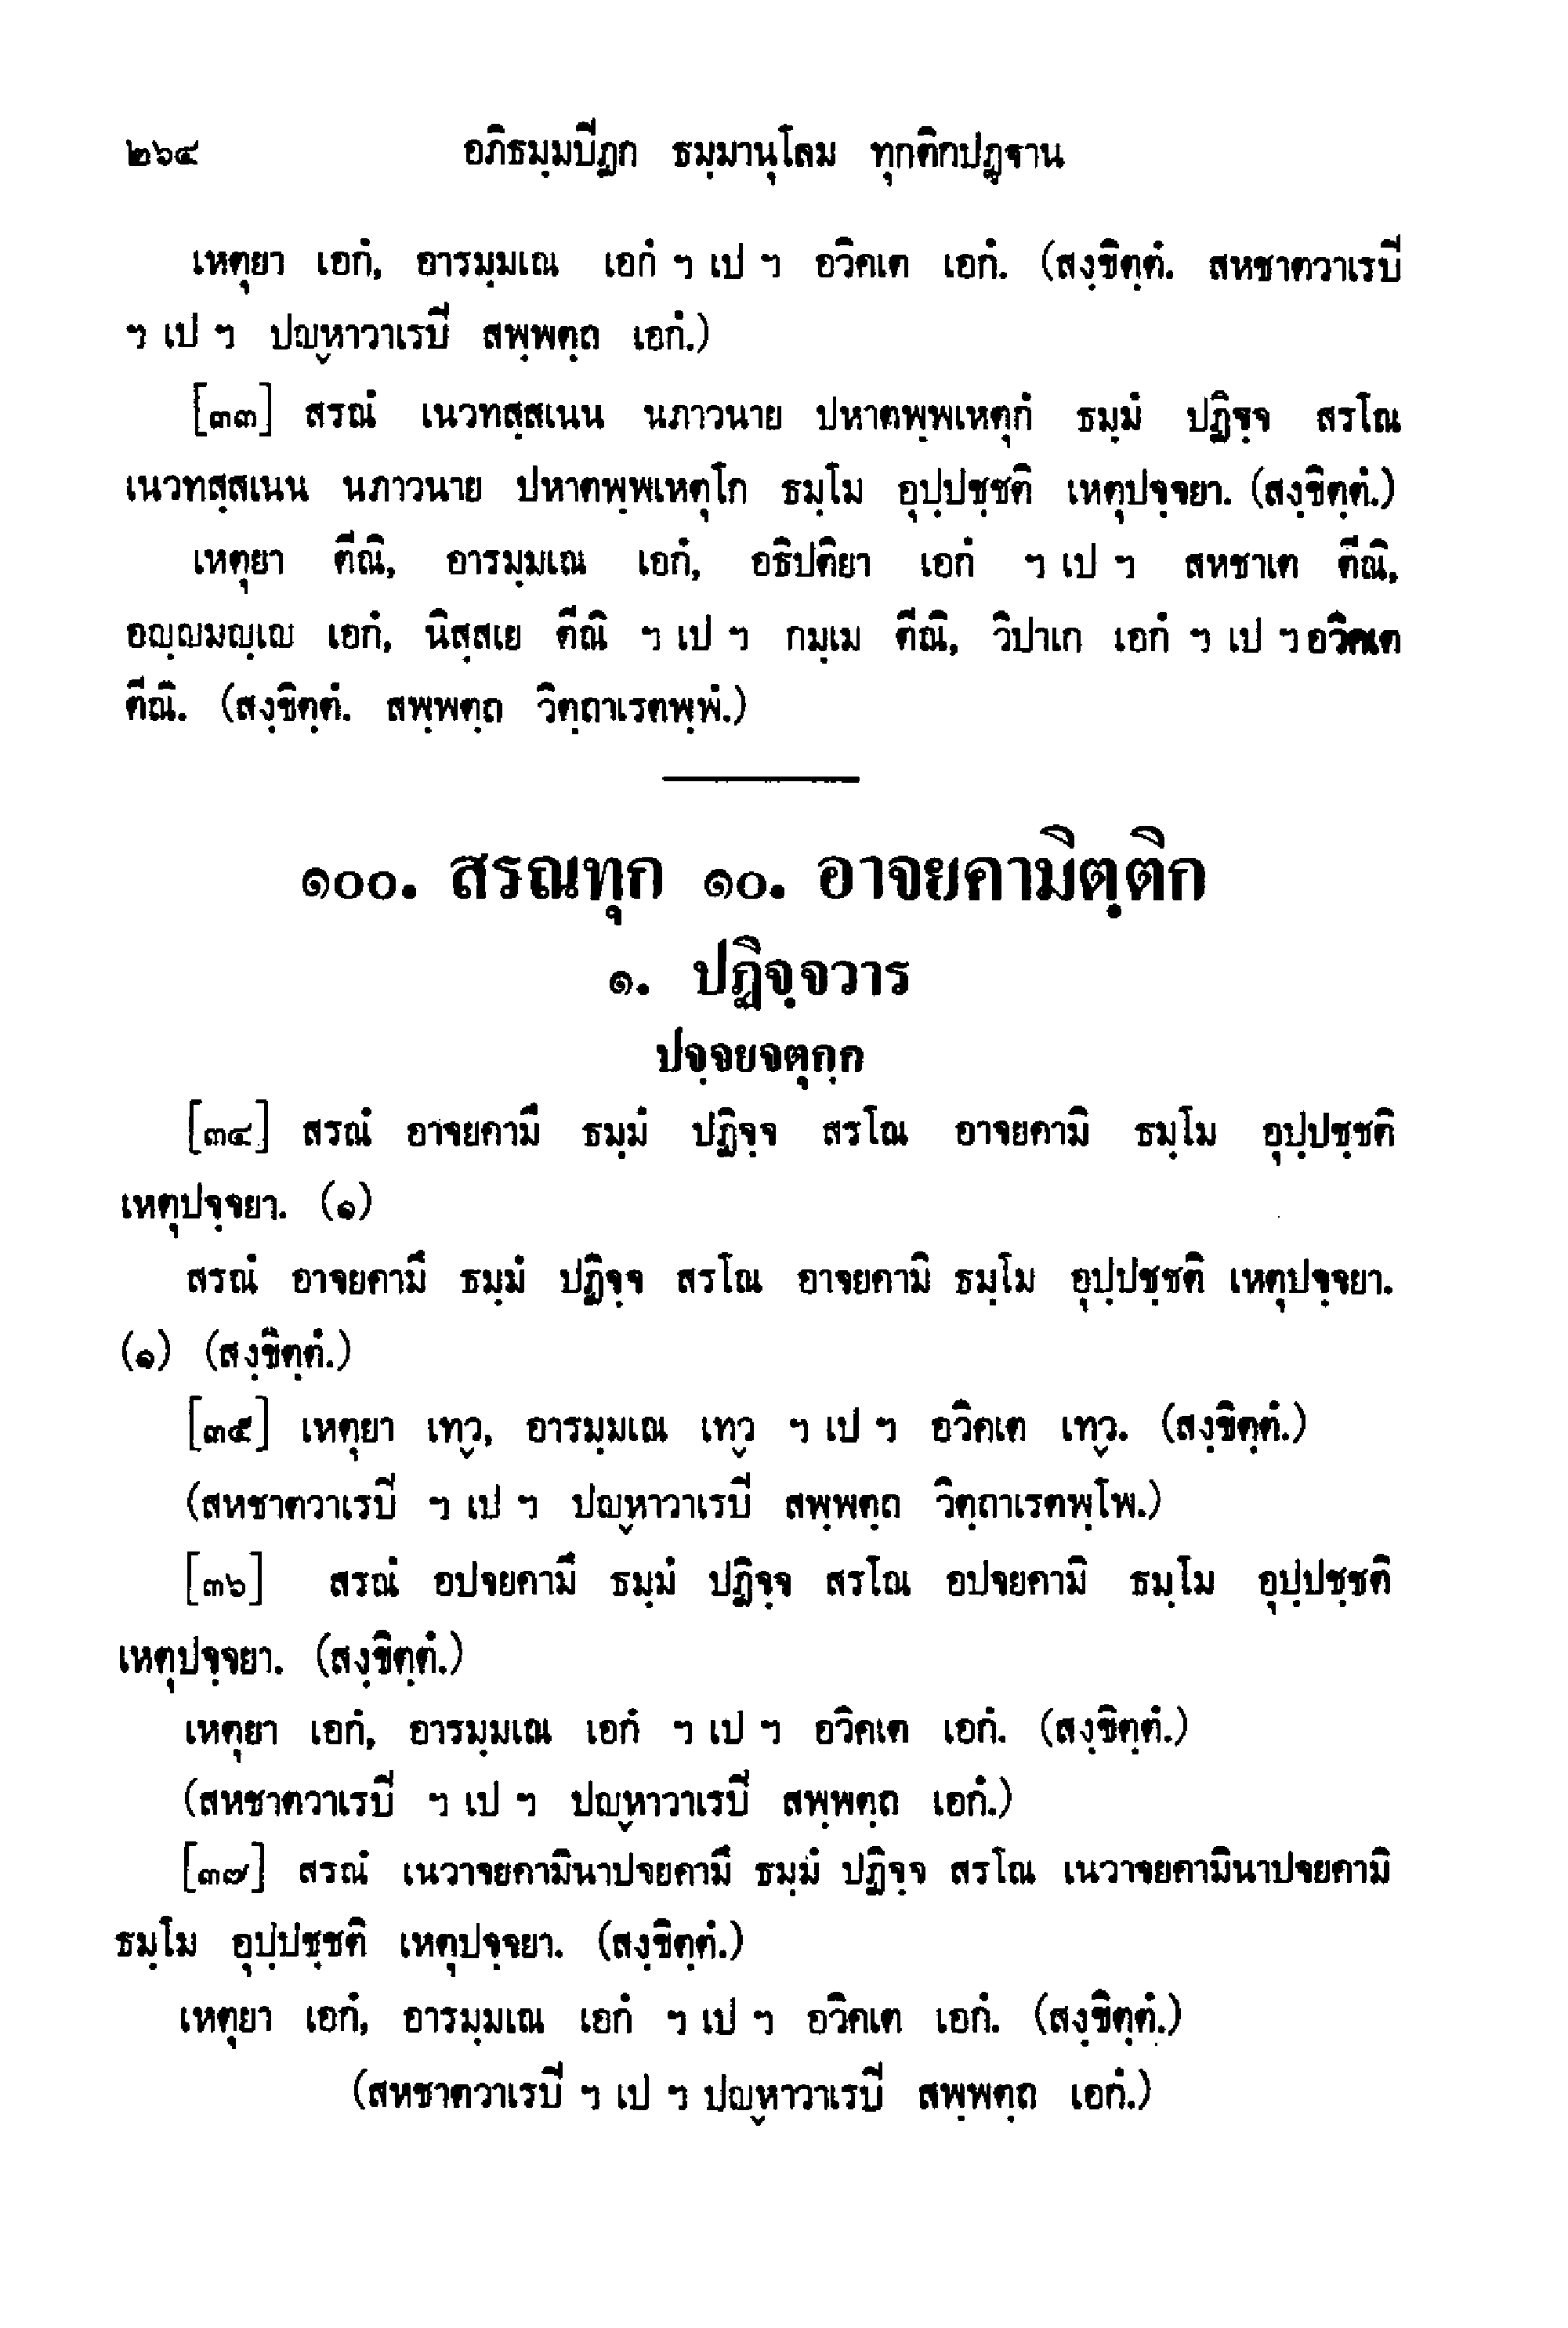 ๒๖๔ อภิธมฺมปิฏก ธมฺมานุโลม ทุกติกปฏฺฐาน
เหตุยา เอกํ, อารมฺมเณ เอกํ ฯ เป ฯ อวิคเต เอกํ. (สงฺขิตฺตํ. สหชาตวาเรปิ
ฯ เป ฯ ปญฺหาวาเรปิ สพฺพตฺถ เอกํ.)
[๓๓] สรณํ เนวทสฺสเนน นภาวนาย ปหาตพฺพเหตุกํ ธมฺมํ ปฏิจฺจ สรโณ
เนวทสฺสเนน นภาวนาย ปหาตพฺพเหตุโก ธมฺโม อุปฺปชฺชติ เหตุปจฺจยา. (สงฺขิตฺตํ.)
เหตุยา ตีณิ, อารมฺมเณ เอกํ, อธิปติยา เอกํ ฯ เป ฯ สหชาเต ตีณิ,
อญฺญมญฺเญ เอกํ, นิสฺสเย ตีณิ ฯ เป ฯ กมฺเม ตีณิ, วิปาเก เอกํ ฯ เป ฯ อวิคเต
ตีณิ. (สงฺขิตฺตํ. สพฺพตฺถ วิตฺถาเรตพฺพํ.)
๑๐๐. สรณทุก ๑๐. อาจยคามิตฺติก
๑. ปฏิจฺจวาร
ปจฺจยจตุกฺก
[๓๔] สรณํ อาจยคามึ ธมฺมํ ปฏิจฺจ สรโณ อาจยคามิ ธมฺโม อุปฺปชฺชติ
เหตุปจฺจยา. (๑)
สรณํ อาจยคามึ ธมฺมํ ปฏิจฺจ สรโณ อาจยคามิ ธมฺโม อุปฺปชฺชติ เหตุปจฺจยา.
(๑) (สงฺขิตฺตํ.)
[๓๕] เหตุยา เทฺว, อารมฺมเณ เทฺว ฯ เป ฯ อวิคเต เทฺว. (สงฺขิตฺตํ.)
(สหชาตวาเรปิ ฯ เป ฯ ปญฺหาวาเรปิ สพฺพตฺถ วิตฺถาเรตพฺโพ.)
[๓๖] สรณํ อปจยคามึ ธมฺมํ ปฏิจฺจ สรโณ อปจยคามิ ธมฺโม อุปฺปชฺชติ
เหตุปจฺจยา. (สงฺขิตฺตํ.)
เหตุยา เอกํ, อารมฺมเณ เอกํ ฯ เป ฯ อวิคเต เอกํ. (สงฺขิตฺตํ.)
(สหชาตวาเรปิ ฯ เป ฯ ปญฺหาวาเรปิ สพฺพตฺถ เอกํ.)
[๓๗] สรณํ เนวาจยคามินาปจยคามึ ธมฺมํ ปฏิจฺจ สรโณ เนวาจยคามินาปจยคามิ
ธมฺโม อุปฺปชฺชติ เหตุปจฺจยา. (สงฺขิตฺตํ.)
เหตุยา เอกํ, อารมฺมเณ เอกํ ฯ เป ฯ อวิคเต เอกํ. (สงฺขิตฺตํ.)
(สหชาตวาเรปิ ฯ เป ฯ ปญฺหาวาเรปิ สพฺพตฺถ เอกํ.)